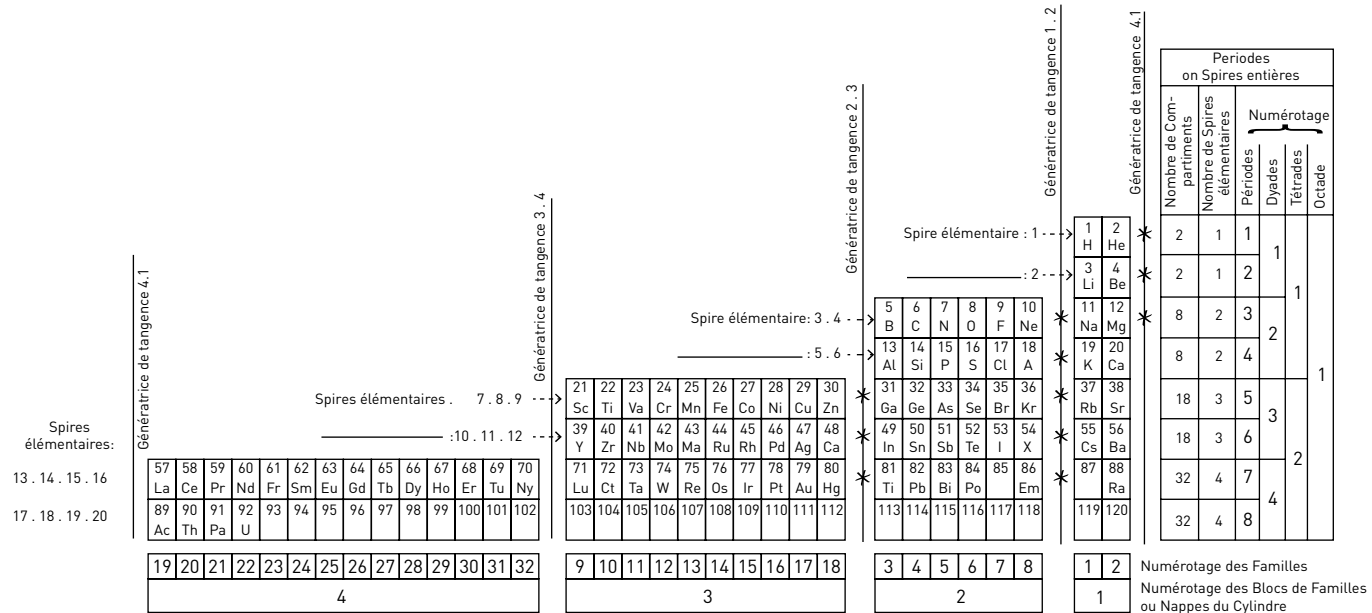 Génératrice de tangence 4.1
Génératrice de tangence 3 . 4
Génératrice de tangence 2 . 3
Génératrice de tangence 1 . 2
Génératrice de tangence 4.1
Periodes
on Spires entières
Nombre de Com-
partiments
Nombre de Spires
élémentaires
Numérotage
Périodes
Dyades
Tétrades
Octade
Spire élémentaire : 1
1 2
H He
2 1 1
: 2
3 4
Li Be
2 1 2
1
Spire élémentaire: 3 . 4
5 6 7 8 9 10 11 12
B C N O F Ne Na Mg
8 2 3
: 5 . 6
13 14 15 16 17 18 19 20
Al Si P S Cl A K Ca
8 2 4
2
1
Spires élémentaires . 7 . 8 . 9
21 22 23 24 25 26 27 28 29 30 31 32 33 34 35 36 37 38
Sc Ti Va Cr Mn Fe Co Ni Cu Zn Ga Ge As Se Br Kr Rb Sr
18 3 5
:10 . 11 . 12
39 40 41 42 43 44 45 46 47 48 49 50 51 52 53 54 55 56
Y Zr Nb Mo Ma Ru Rh Pd Ag Ca In Sn Sb Te I X Cs Ba
18 3 6
3
Spires
élémentaires:
13 . 14 . 15 . 16
57 58 59 60 61 62 63 64 65 66 67 68 69 70 71 72 73 74 75 76 77 78 79 80 81 82 83 84 85 86 87 88
La Ce Pr Nd Fr Sm Eu Gd Tb Dy Ho Er Tu Ny Lu Ct Ta W Re Os Ir Pt Au Hg Ti Pb Bi Po Em Ra
32 4 7
17 . 18 . 19 . 20
89 90 91 92 93 94 95 96 97 98 99 100 101 102 103 104 105 106 107 108 109 110 111 112 113 114 115 116 117 118 119 120
Ac Th Pa U
32 4 8
4
2
1
19 20 21 22 23 24 25 26 27 28 29 30 31 32 9 10 11 12 13 14 15 16 17 18 3 4 5 6 7 8 1 2 Numérotage des Familles
4 3 2 1 Numérotage des Blocs de Familles
ou Nappes du Cylindre